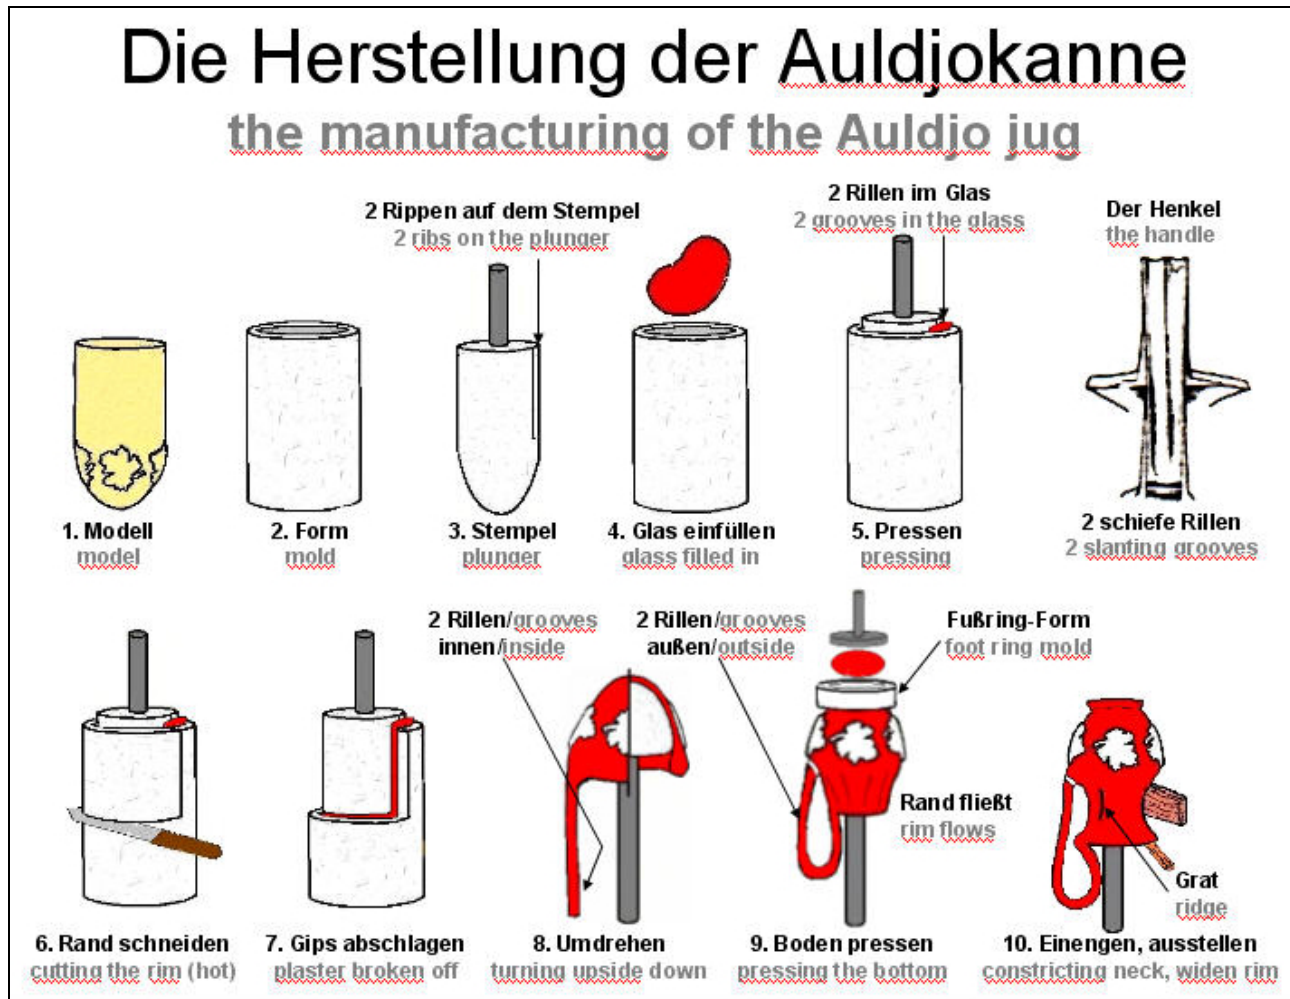 Die Herstellung der Auldjokanne
the manufacturing of the Auldjo jug
2 Rippen auf dem Stempel
2 ribs on the plunger
2 Rillen im Glas
2 grooves in the glass
Der Henkel
the handle
1. Modell
model
2. Form
mold
3. Stempel
plunger
4. Glas einfüllen
glass filled in
5. Pressen
pressing
2 schiefe Rillen
2 slanting grooves
2 Rillen/grooves
innen/inside
2 Rillen/grooves
außen/outside
Fußring-Form
foot ring mold
Rand fließt
rim flows
Grat
ridge
6. Rand schneiden
cutting the rim (hot)
7. Gips abschlagen
plaster broken off
8. Umdrehen
turning upside down
9. Boden pressen
pressing the bottom
10. Einengen, ausstellen
constricting neck, widen rim